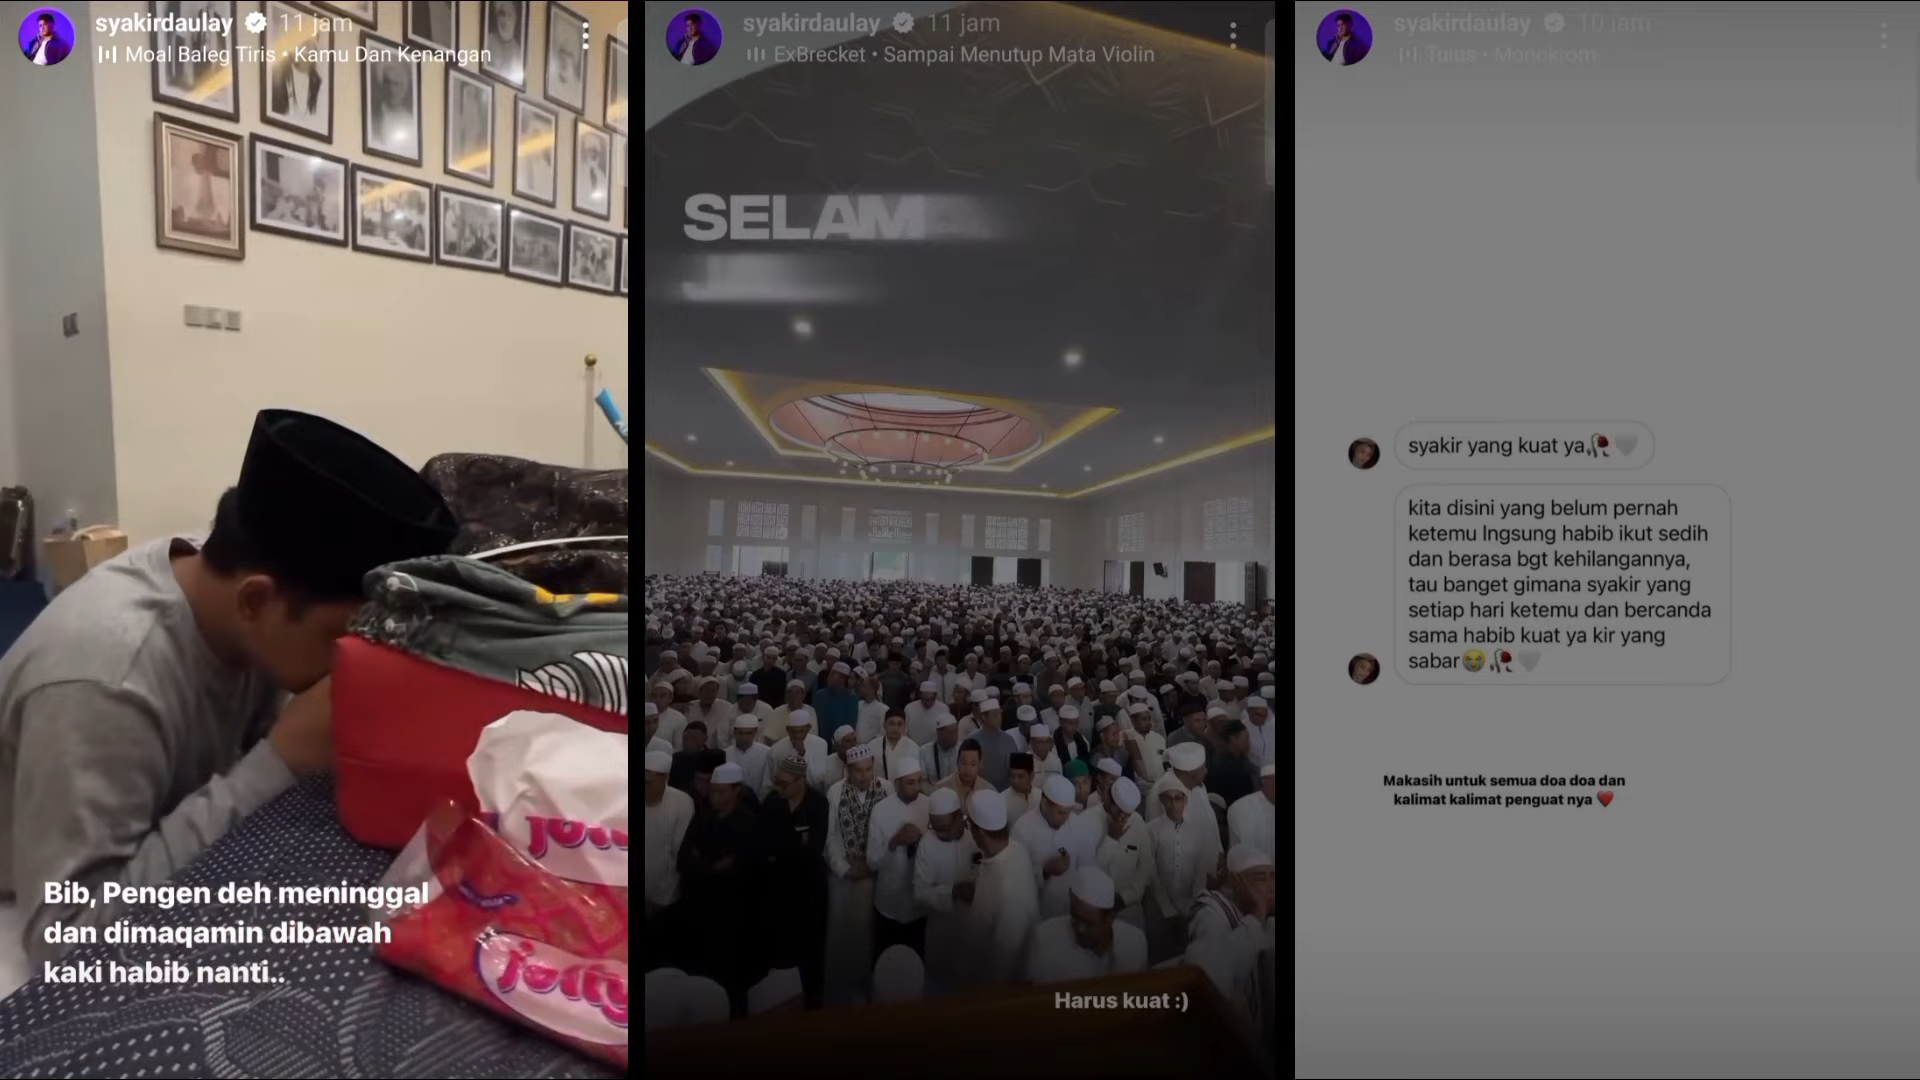 syakirdaulay 11 jam
Moal Baleg Tiris • Kamu Dan Kenangan
Bib, Pengen deh meninggal
dan dimaqamin dibawah
kaki habib nanti..
jolly
syakirdaulay 11 jam
ExBrecket • Sampai Menutup Mata Violin
Harus kuat :)
syakirdaulay 10 jam
Tulus • Monokrom
syakir yang kuat ya🥀🤍
kita disini yang belum pernah
ketemu lngsung habib ikut sedih
dan berasa bgt kehilangannya,
tau banget gimana syakir yang
setiap hari ketemu dan bercanda
sama habib kuat ya kir yang
sabar😭🥀🤍
Makasih untuk semua doa doa dan
kalimat kalimat penguat nya ❤️